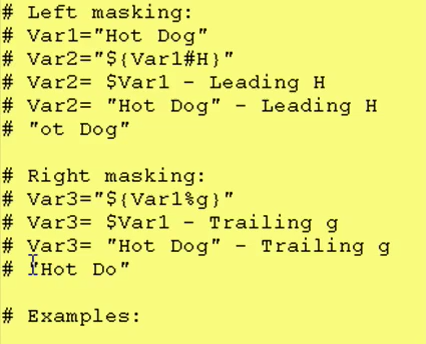 # Left masking:
# Var1="Hot Dog"
# Var2="${Var1#H}"
# Var2= $Var1 - Leading H
# Var2= "Hot Dog" - Leading H
# "ot Dog"
# Right masking:
# Var3="${Var1%g}"
# Var3= $Var1 - Trailing g
# Var3= "Hot Dog" - Trailing g
# "Hot Do"
# Examples: